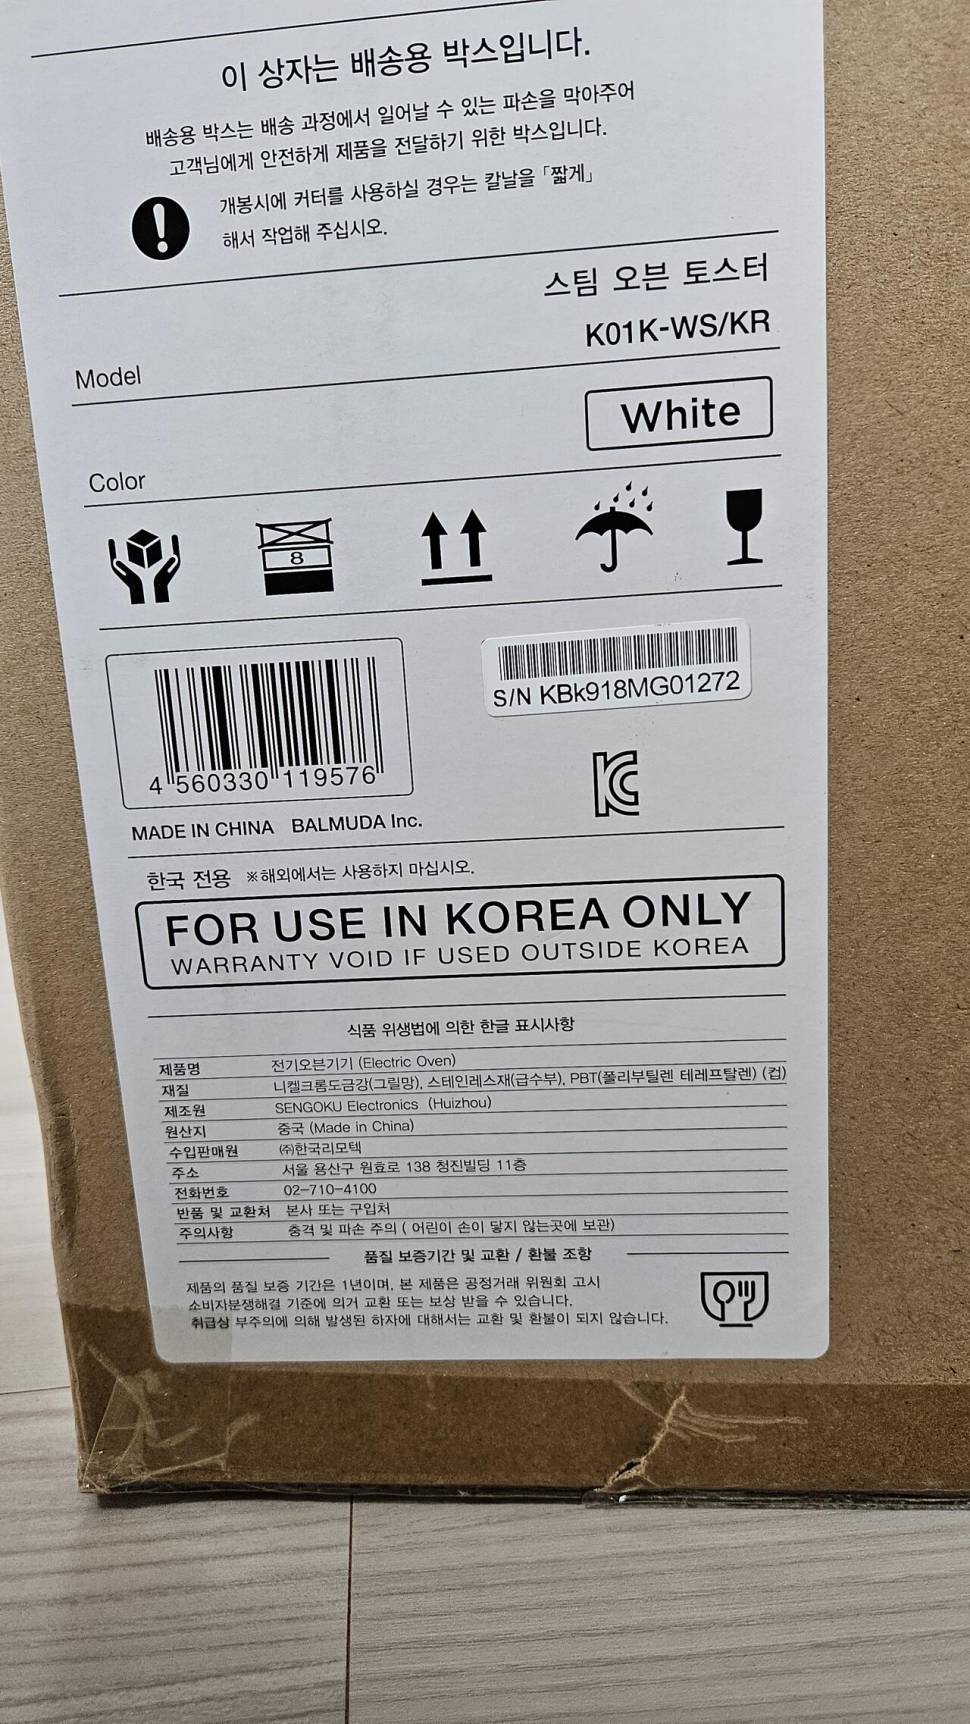 이 상자는 배송용 박스입니다.
배송용 박스는 배송 과정에서 일어날 수 있는 파손을 막아주어
고객님에게 안전하게 제품을 전달하기 위한 박스입니다.
개봉시에 커터를 사용하실 경우는 칼날을 「짧게」
해서 작업해 주십시오.
스팀 오븐 토스터
K01K-WS/KR
Model
White
Color
8
S/N KBk918MG01272
4 560330 119576
MADE IN CHINA BALMUDA Inc.
한국 전용 ※해외에서는 사용하지 마십시오.
FOR USE IN KOREA ONLY
WARRANTY VOID IF USED OUTSIDE KOREA
식품 위생법에 의한 한글 표시사항
제품명 전기오븐기기 (Electric Oven)
재질 니켈크롬도금강(그릴망), 스테인레스재(급수부), PBT(폴리부틸렌 테레프탈렌) (컵)
제조원 SENGOKU Electronics (Huizhou)
원산지 중국 (Made in China)
수입판매원 ㈜한국리모텍
주소 서울 용산구 원효로 138 청진빌딩 11층
전화번호 02-710-4100
반품 및 교환처 본사 또는 구입처
주의사항 충격 및 파손 주의 ( 어린이 손이 닿지 않는곳에 보관)
품질 보증기간 및 교환 / 환불 조항
제품의 품질 보증 기간은 1년이며, 본 제품은 공정거래 위원회 고시
소비자분쟁해결 기준에 의거 교환 또는 보상 받을 수 있습니다.
취급상 부주의에 의해 발생된 하자에 대해서는 교환 및 환불이 되지 않습니다.